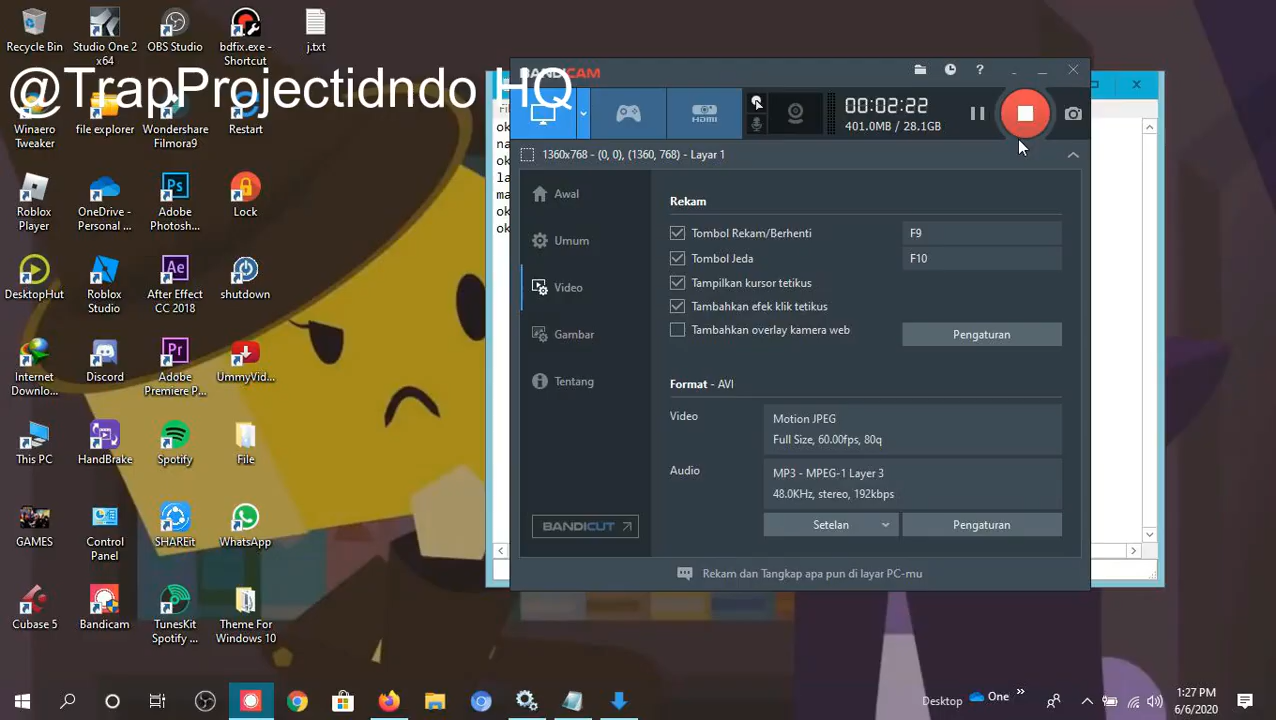 Recycle Bin
Studio One 2 x64
OBS Studio
bdfix.exe - Shortcut
j.txt
@TrapProjectidndo HQ
Winaero Tweaker
file explorer
Wondershare Filmora9
Restart
Roblox Player
OneDrive - Personal ...
Adobe Photosh...
Lock
DesktopHut
Roblox Studio
After Effect CC 2018
shutdown
Internet Downlo...
Discord
Adobe Premiere P...
UmmyVid...
This PC
HandBrake
Spotify
File
GAMES
Control Panel
SHAREit
WhatsApp
Cubase 5
Bandicam
TunesKit Spotify ...
Theme For Windows 10
BANDICAM
HDMI
00:02:22
401.0MB / 28.1GB
1360x768 - (0, 0), (1360, 768) - Layar 1
Awal
Umum
Video
Gambar
Tentang
BANDICUT
Rekam
Tombol Rekam/Berhenti F9
Tombol Jeda F10
Tampilkan kursor tetikus
Tambahkan efek klik tetikus
Tambahkan overlay kamera web
Pengaturan
Format - AVI
Video
Motion JPEG
Full Size, 60.00fps, 80q
Audio
MP3 - MPEG-1 Layer 3
48.0KHz, stereo, 192kbps
Setelan
Pengaturan
Rekam dan Tangkap apa pun di layar PC-mu
Desktop
One
1:27 PM
6/6/2020